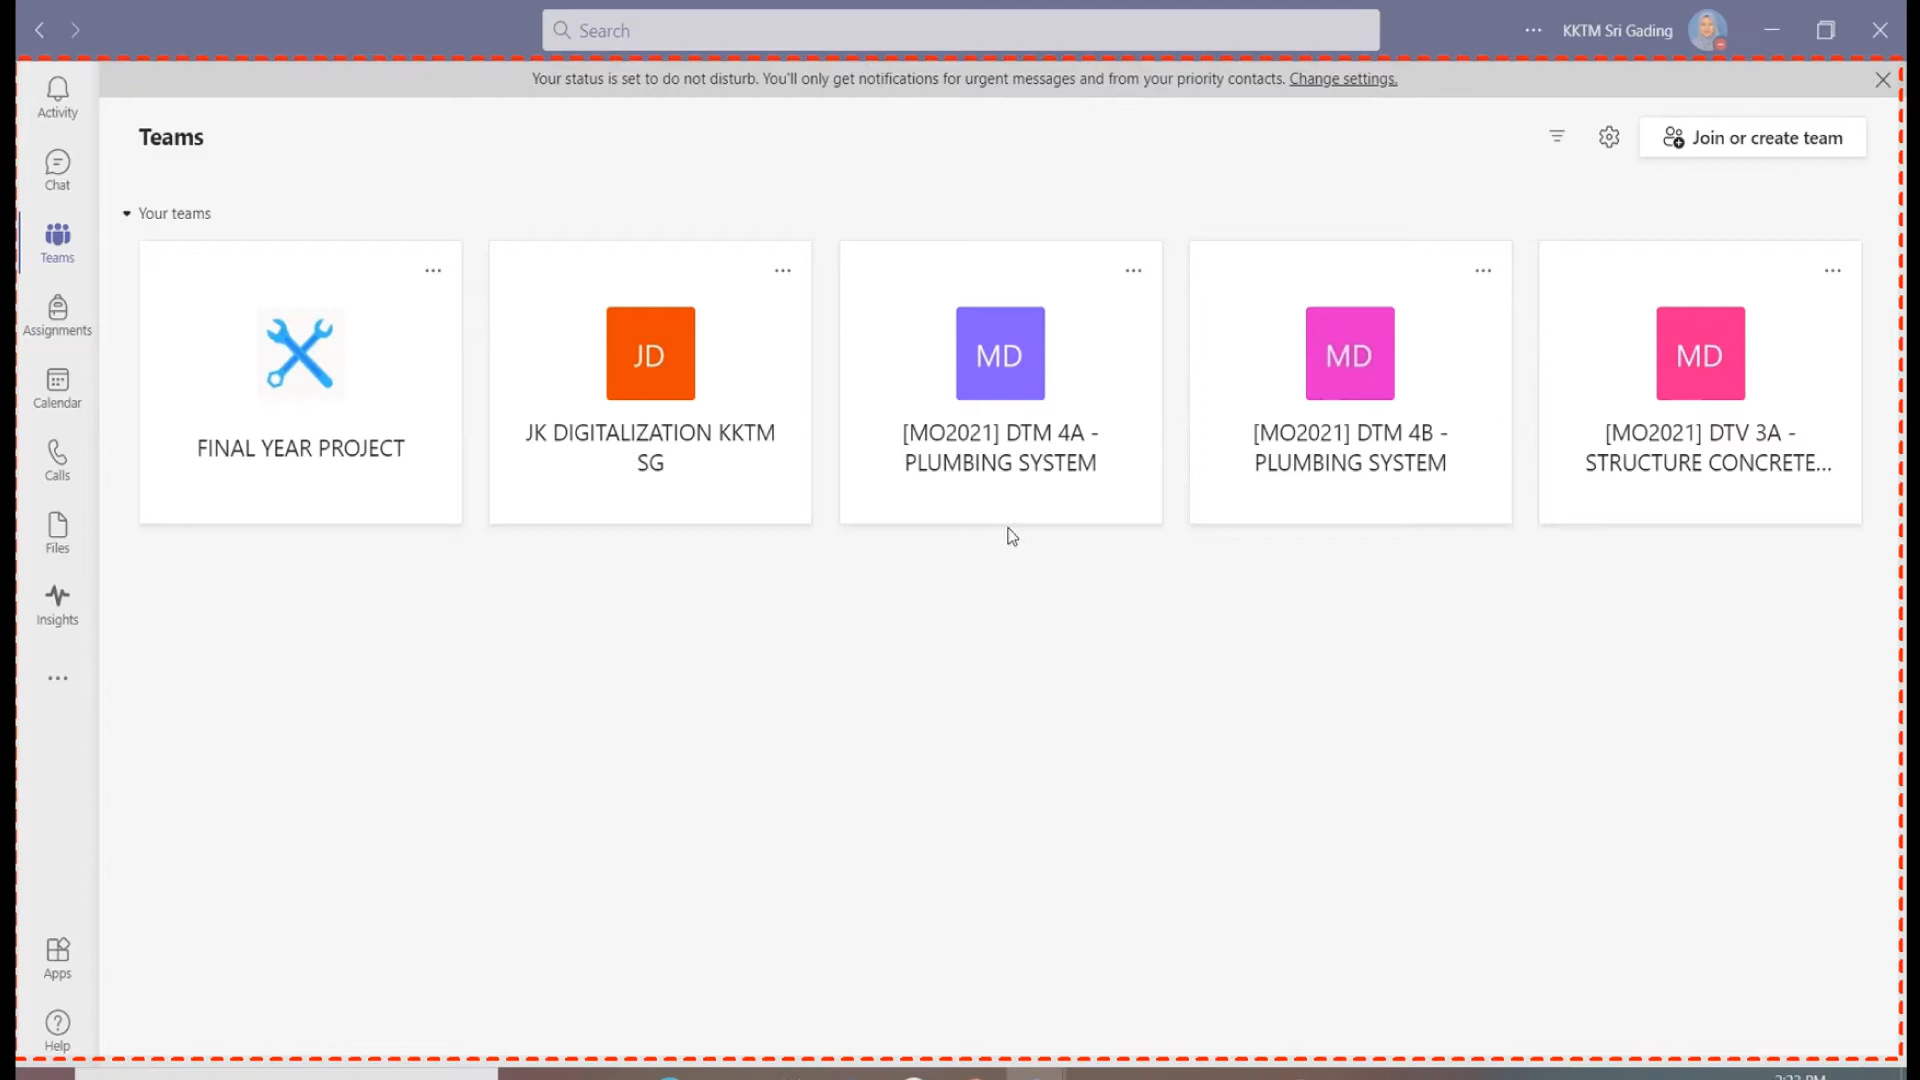 Search
KKTM Sri Gading
Your status is set to do not disturb. You'll only get notifications for urgent messages and from your priority contacts. Change settings.
Activity
Chat
Teams
Assignments
Calendar
Calls
Files
Insights
Apps
Help
Teams
Join or create team
Your teams
FINAL YEAR PROJECT
JD
JK DIGITALIZATION KKTM
SG
MD
[MO2021] DTM 4A -
PLUMBING SYSTEM
MD
[MO2021] DTM 4B -
PLUMBING SYSTEM
MD
[MO2021] DTV 3A -
STRUCTURE CONCRETE...